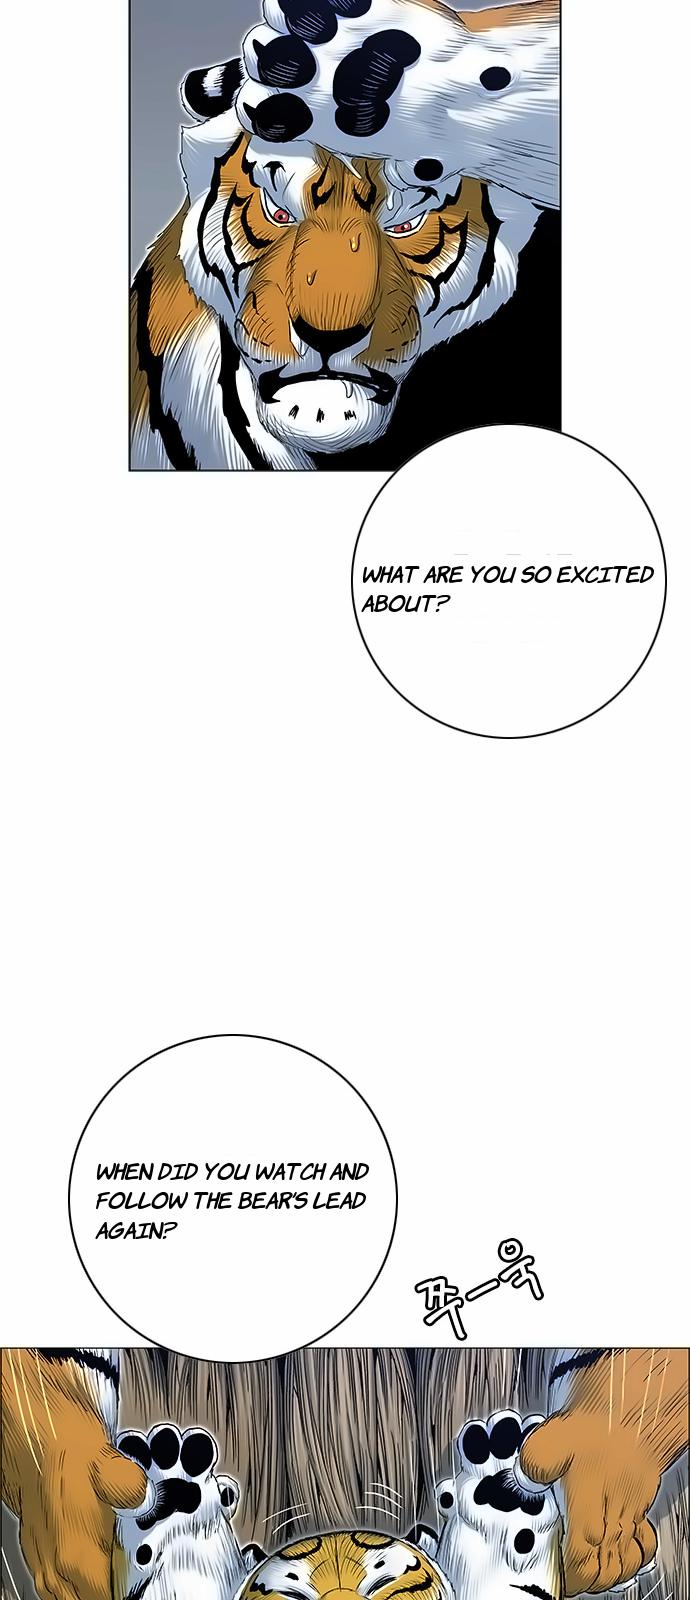 WHAT ARE YOU SO EXCITED
ABOUT?
WHEN DID YOU WATCH AND
FOLLOW THE BEAR'S LEAD
AGAIN?
쭈-욱